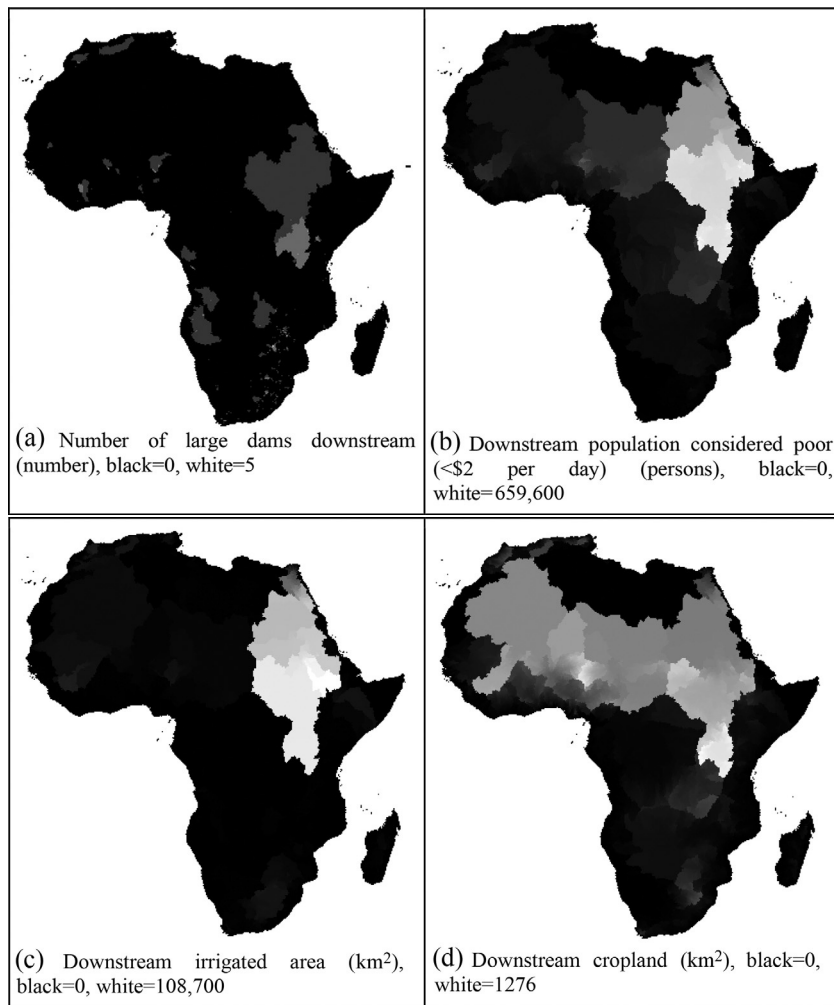 (a) Number of large dams downstream
(number), black=0, white=5
(b) Downstream population considered poor
(<$2 per day) (persons), black=0,
white=659,600
(c) Downstream irrigated area (km²),
black=0, white=108,700
(d) Downstream cropland (km²), black=0,
white=1276